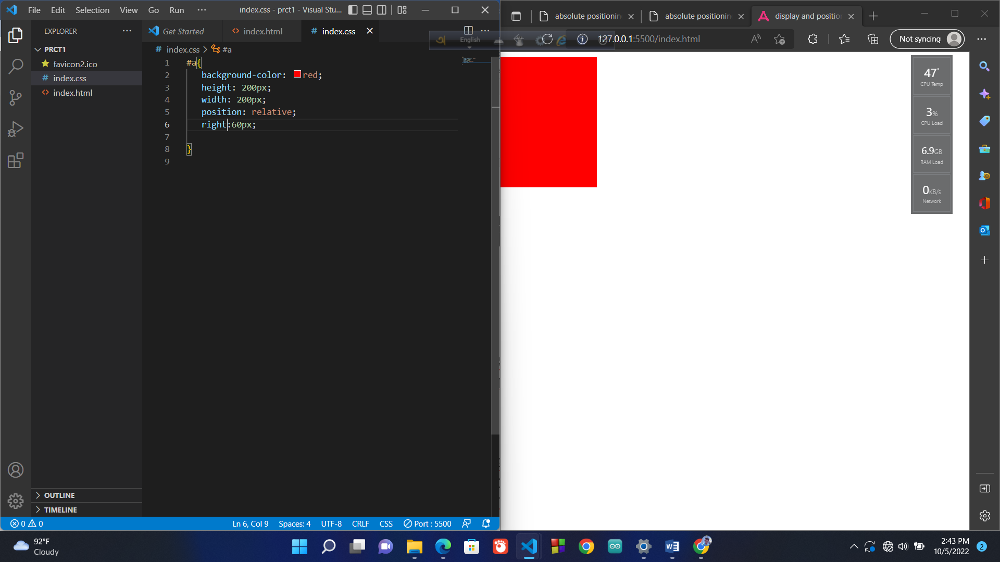 File Edit Selection View Go Run ··· index.css - prct1 - Visual Stu...
EXPLORER ···
PRCT1
favicon2.ico
# index.css
<> index.html
OUTLINE
TIMELINE
Get Started <> index.html # index.css
# index.css > #a
1 #a{
2 background-color: red;
3 height: 200px;
4 width: 200px;
5 position: relative;
6 right:60px;
7
8 }
9
0 0
Ln 6, Col 9 Spaces: 4 UTF-8 CRLF CSS Port : 5500
English
absolute positionin absolute positionin display and positio
127.0.0.1:5500/index.html Not syncing
47°
CPU Temp
3%
CPU Load
6.9GB
RAM Load
0KB/s
Network
92°F
Cloudy
2:43 PM
10/5/2022
2